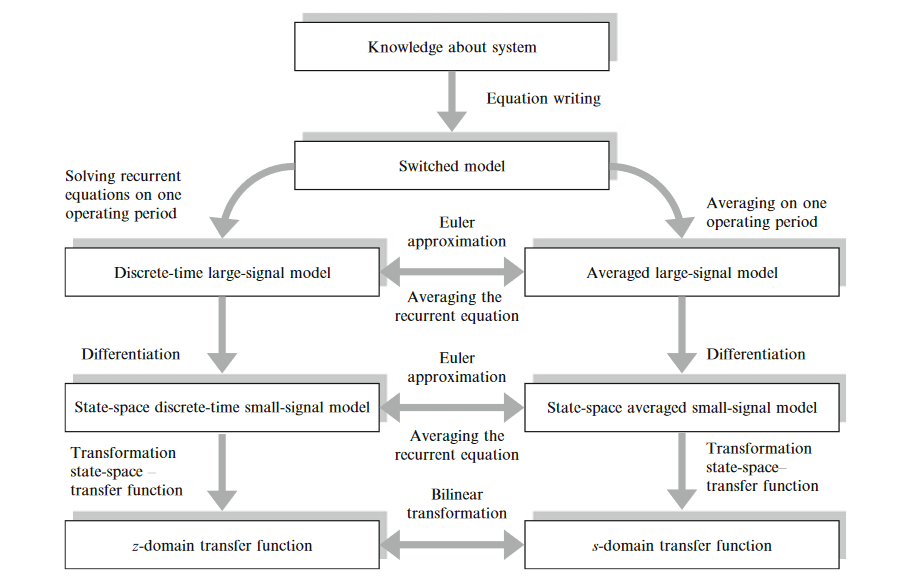 Knowledge about system
Equation writing
Switched model
Solving recurrent
equations on one
operating period
Averaging on one
operating period
Euler
approximation
Discrete-time large-signal model
Averaged large-signal model
Averaging the
recurrent equation
Differentiation
Differentiation
Euler
approximation
State-space discrete-time small-signal model
State-space averaged small-signal model
Averaging the
recurrent equation
Transformation
state-space –
transfer function
Transformation
state-space–
transfer function
Bilinear
transformation
z-domain transfer function
s-domain transfer function